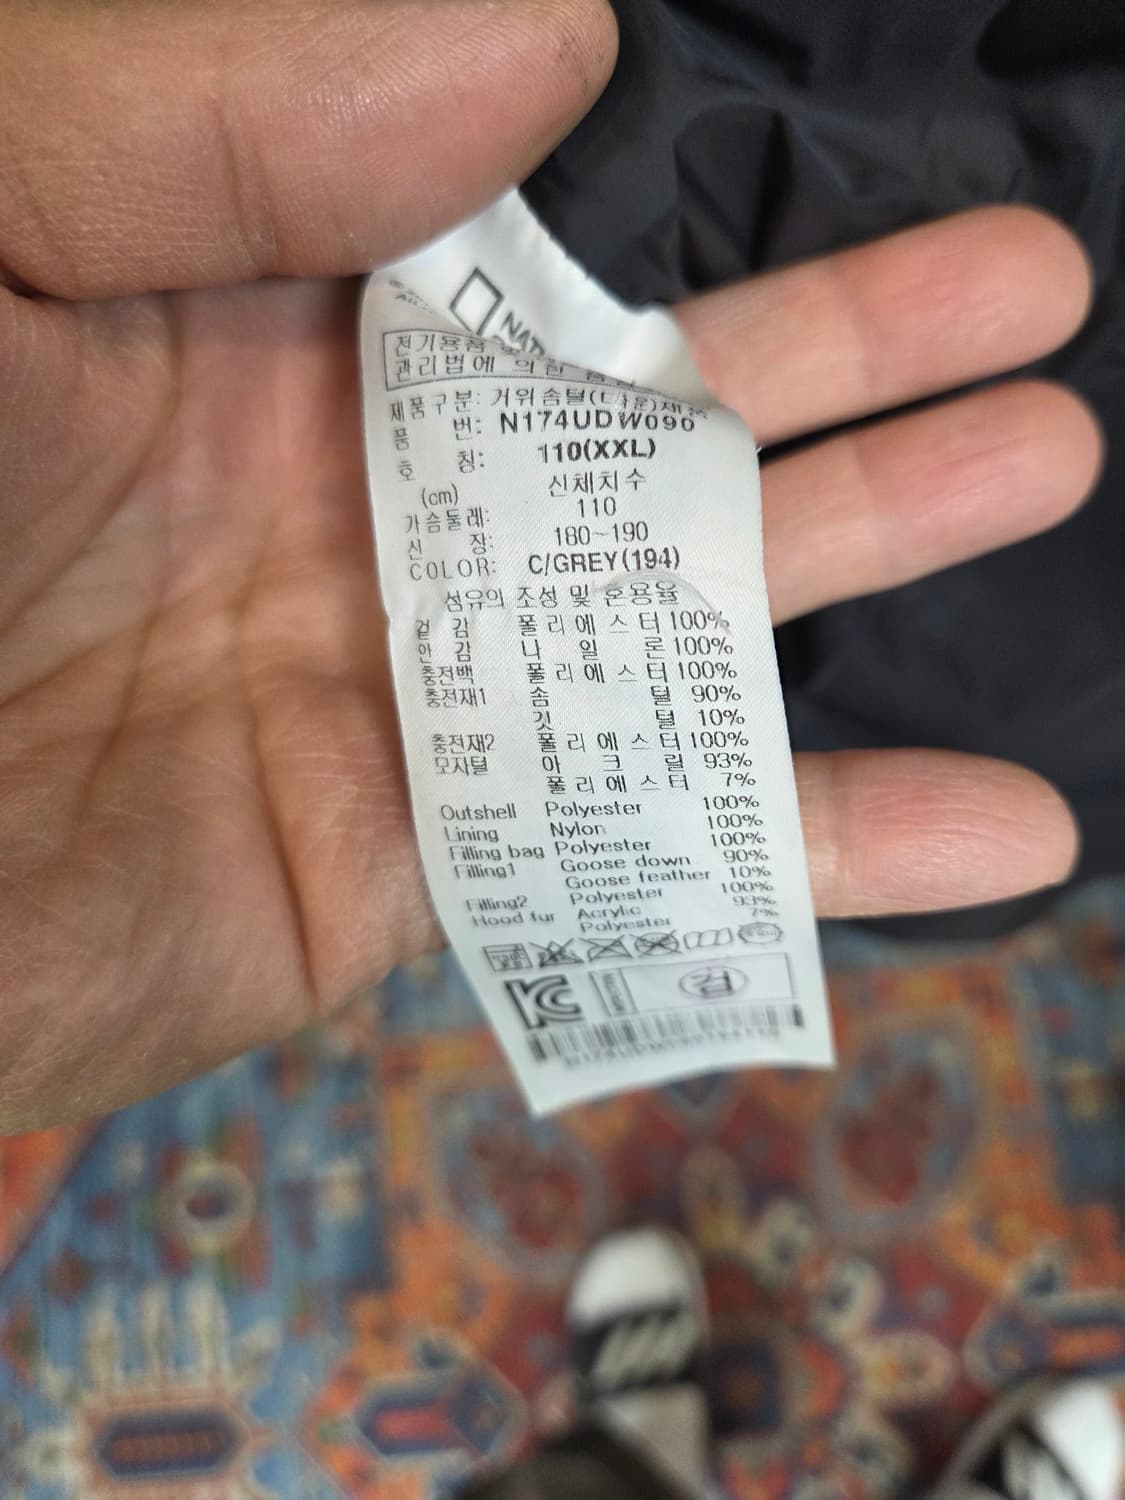 NAT
전기용품
관리법에 의한
제품구분: 거위솜털(다운)제품
품 번: N174UDW090
호 칭: 110(XXL)
(cm) 신체치수
가슴둘레: 110
신 장: 180~190
COLOR: C/GREY(194)
섬유의 조성 및 혼용율
겉 감 폴리에스터 100%
안 감 나 일 론 100%
충전백 폴리에스터 100%
충전재1 솜 털 90%
깃 털 10%
충전재2 폴리에스터 100%
모자털 아 크 릴 93%
폴리에스터 7%
Outshell Polyester 100%
Lining Nylon 100%
Filling bag Polyester 100%
Filling1 Goose down 90%
Goose feather 10%
Filling2 Polyester 100%
Hood fur Acrylic 93%
Polyester 7%
KC 검